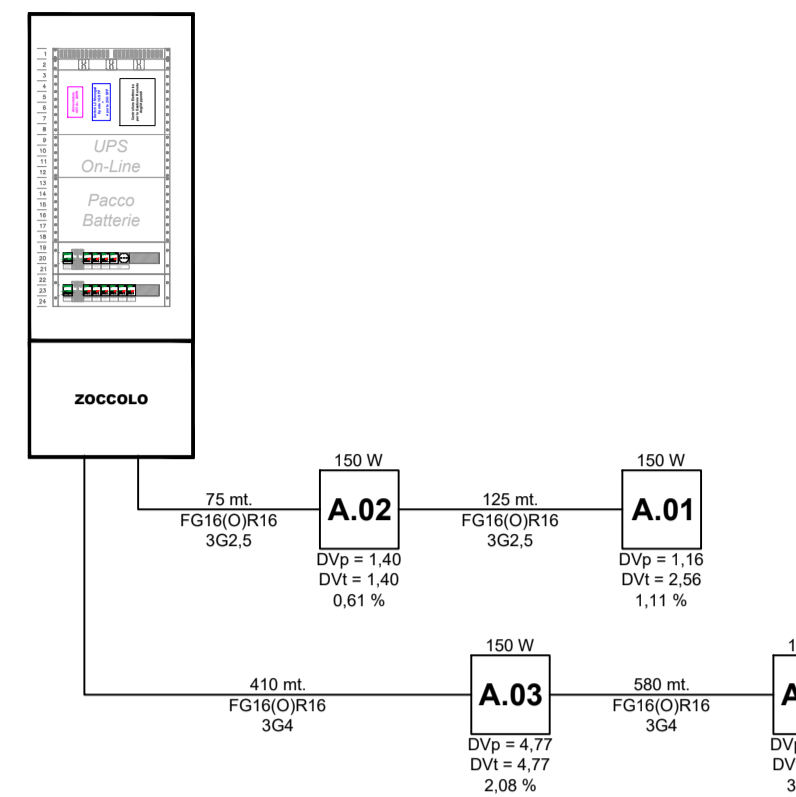 1
2
3
4
5
6
7
8
9
10
11
12
13
14
15
16
17
18
19
20
21
22
23
24
UPS
On-Line
Pacco
Batterie
ZOCCOLO
150 W
150 W
75 mt.
A.02
125 mt.
A.01
FG16(O)R16
FG16(O)R16
3G2,5
3G2,5
DVp = 1,40
DVp = 1,16
DVt = 1,40
DVt = 2,56
0,61 %
1,11 %
150 W
1
410 mt.
A.03
580 mt.
A
FG16(O)R16
FG16(O)R16
3G4
3G4
DVp = 4,77
DVp
DVt = 4,77
DV
2,08 %
3